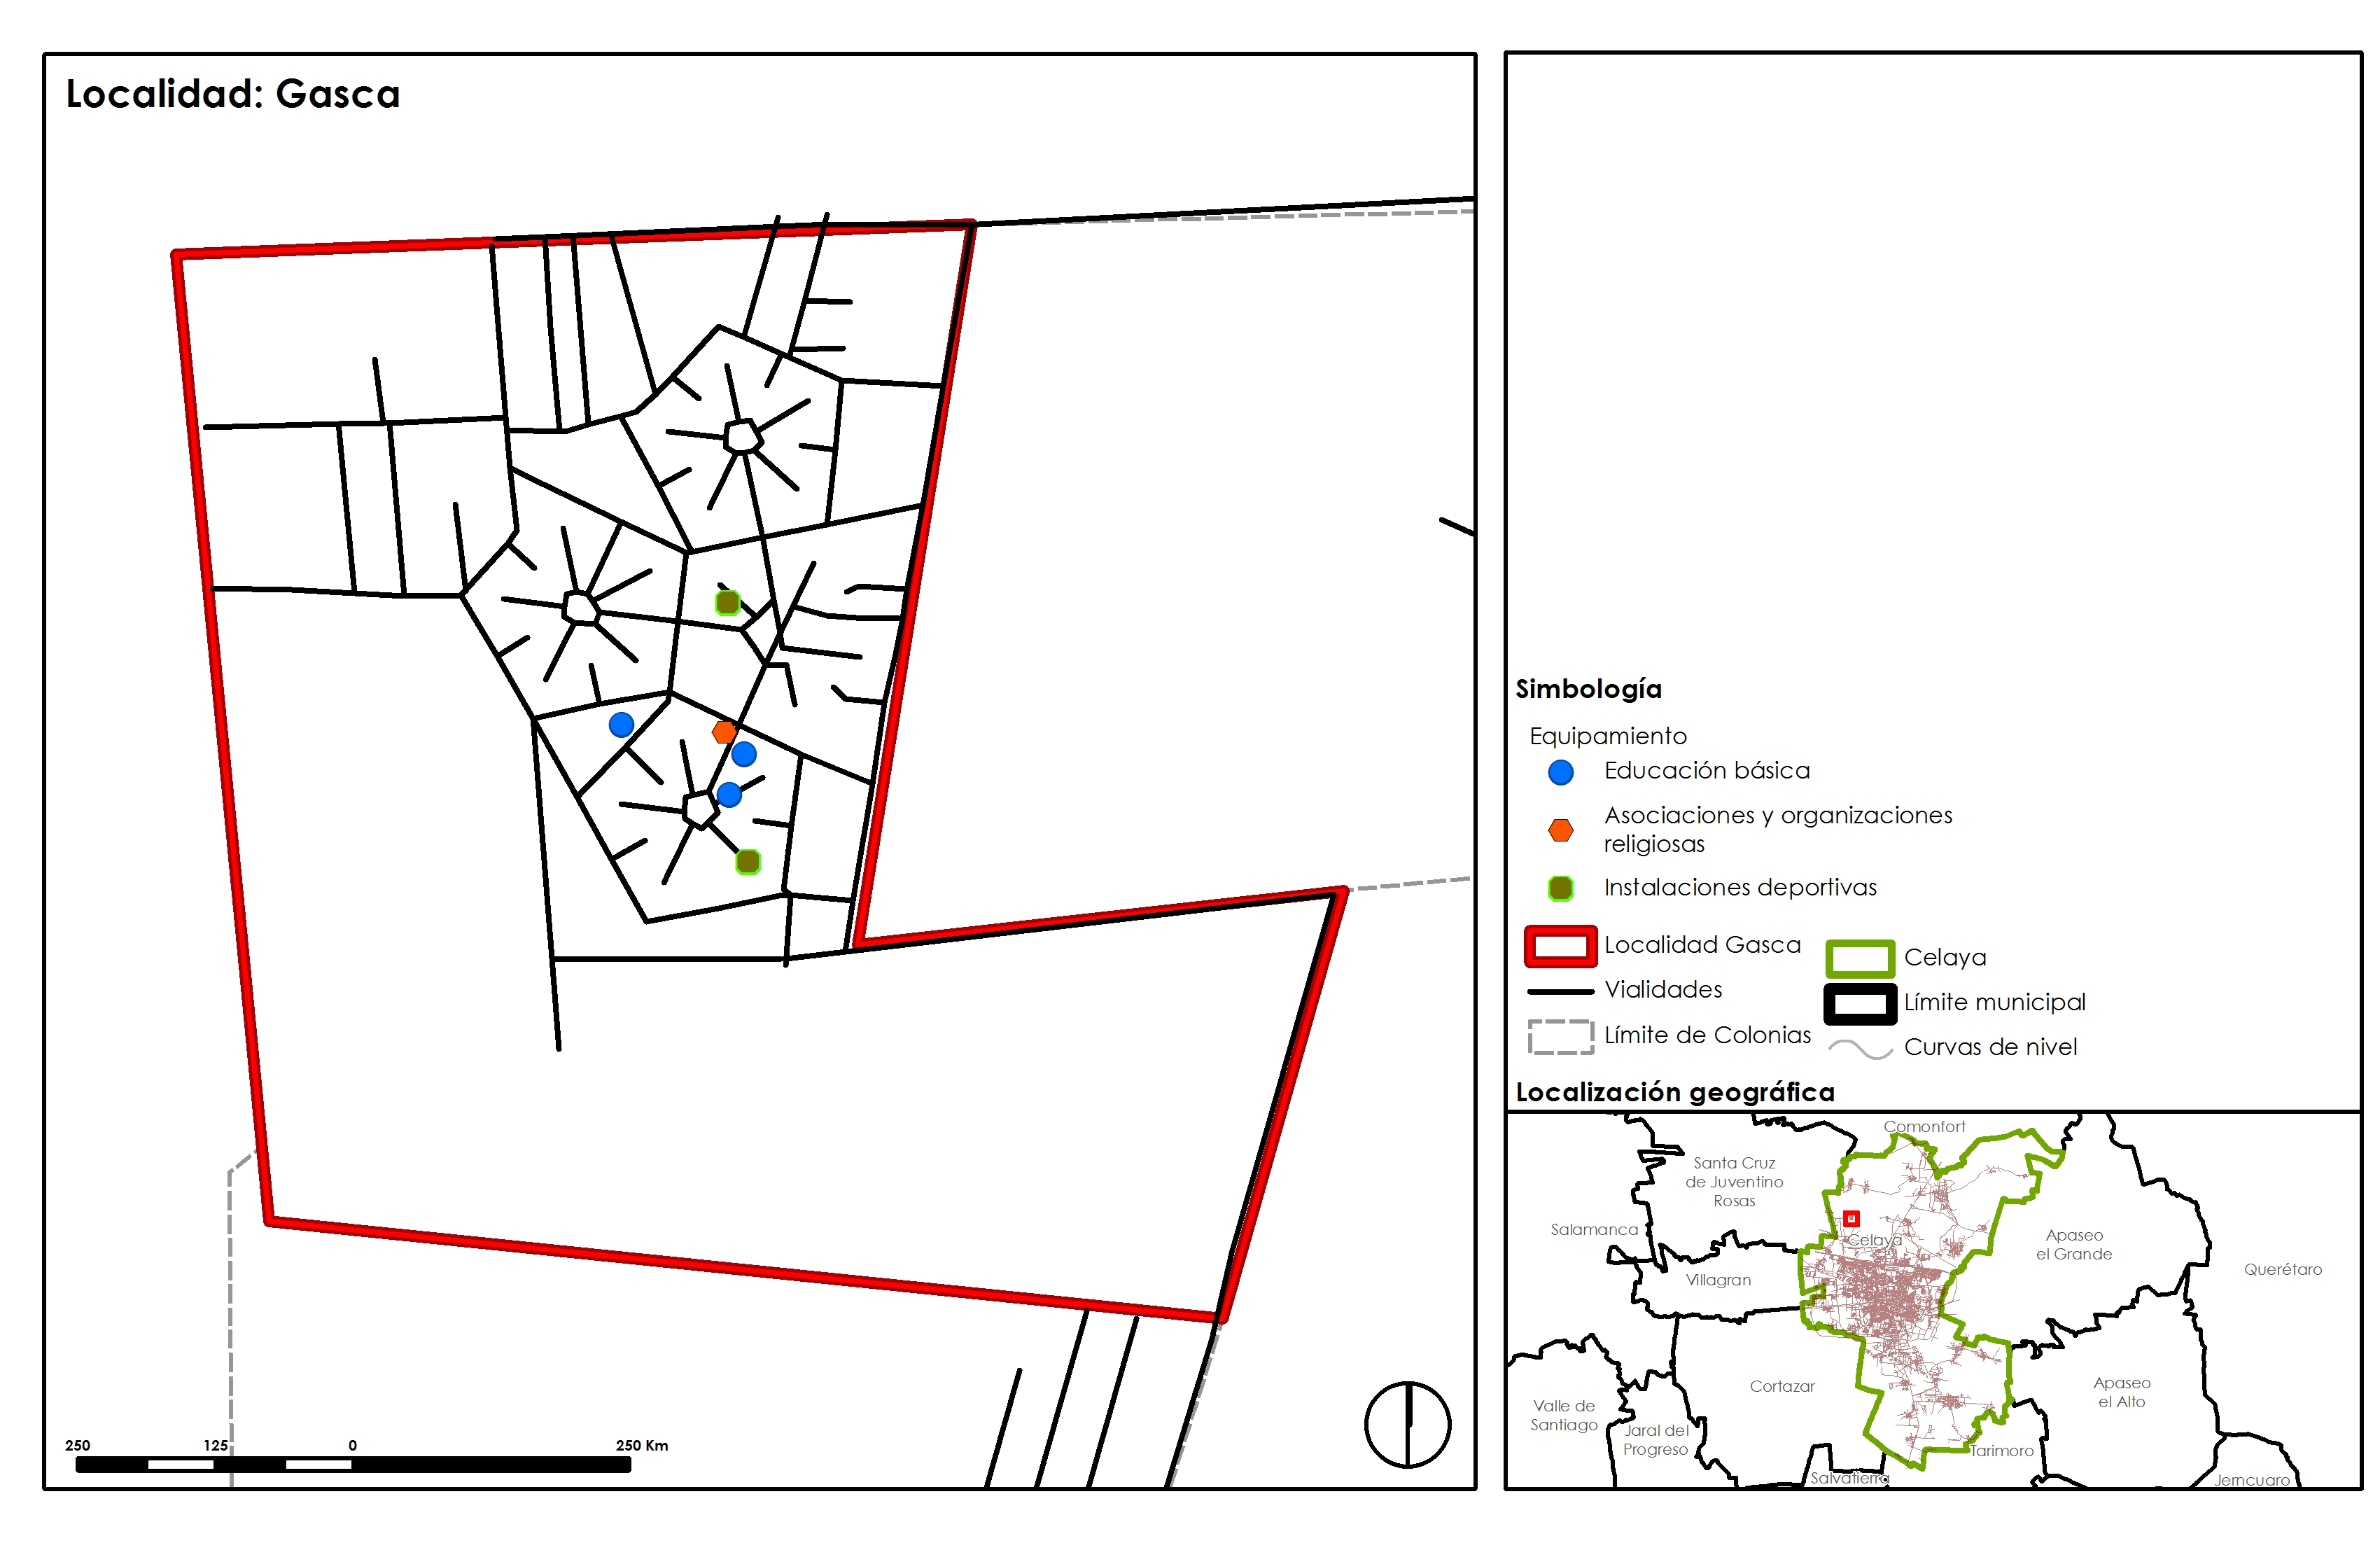 Localidad: Gasca
250 125 0 250 Km
Simbología
Equipamiento
Educación básica
Asociaciones y organizaciones
religiosas
Instalaciones deportivas
Localidad Gasca
Vialidades
Límite de Colonias
Celaya
Límite municipal
Curvas de nivel
Localización geográfica
Comonfort
Santa Cruz
de Juventino
Rosas
Salamanca
Celaya
Apaseo
el Grande
Querétaro
Villagran
Cortazar
Apaseo
el Alto
Valle de
Santiago
Jaral del
Progreso
Tarimoro
Salvatierra
Jerncuaro